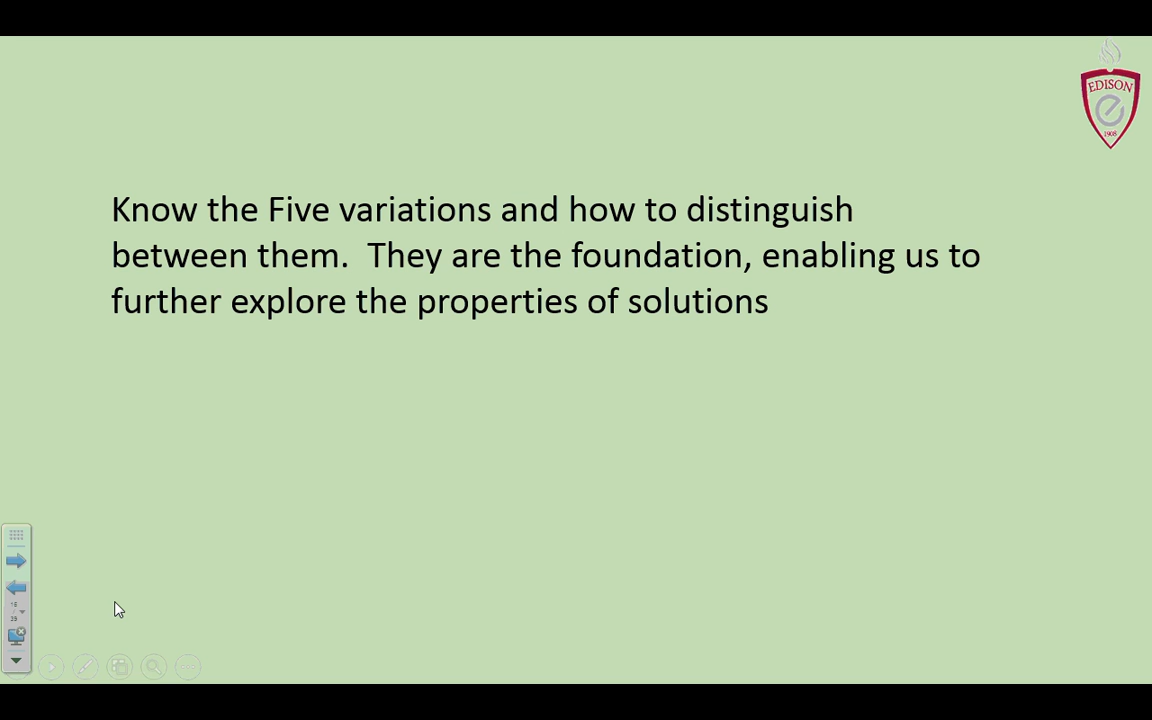 EDISON
e
1908
Know the Five variations and how to distinguish
between them.  They are the foundation, enabling us to
further explore the properties of solutions